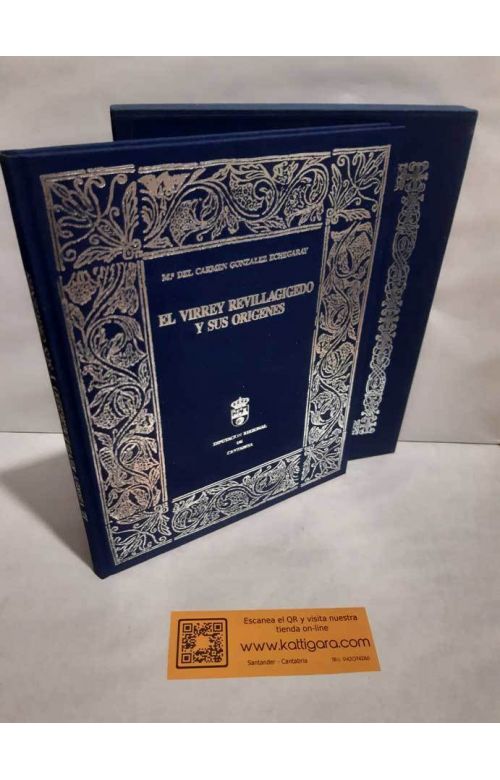 Mª DEL CARMEN GONZALEZ ECHEGARAY
EL VIRREY REVILLAGIGEDO
Y SUS ORIGENES
DIPUTACION REGIONAL
DE
CANTABRIA
Escanea el QR y visita nuestra
tienda on-line
www.kattigara.com
Santander - Cantabria